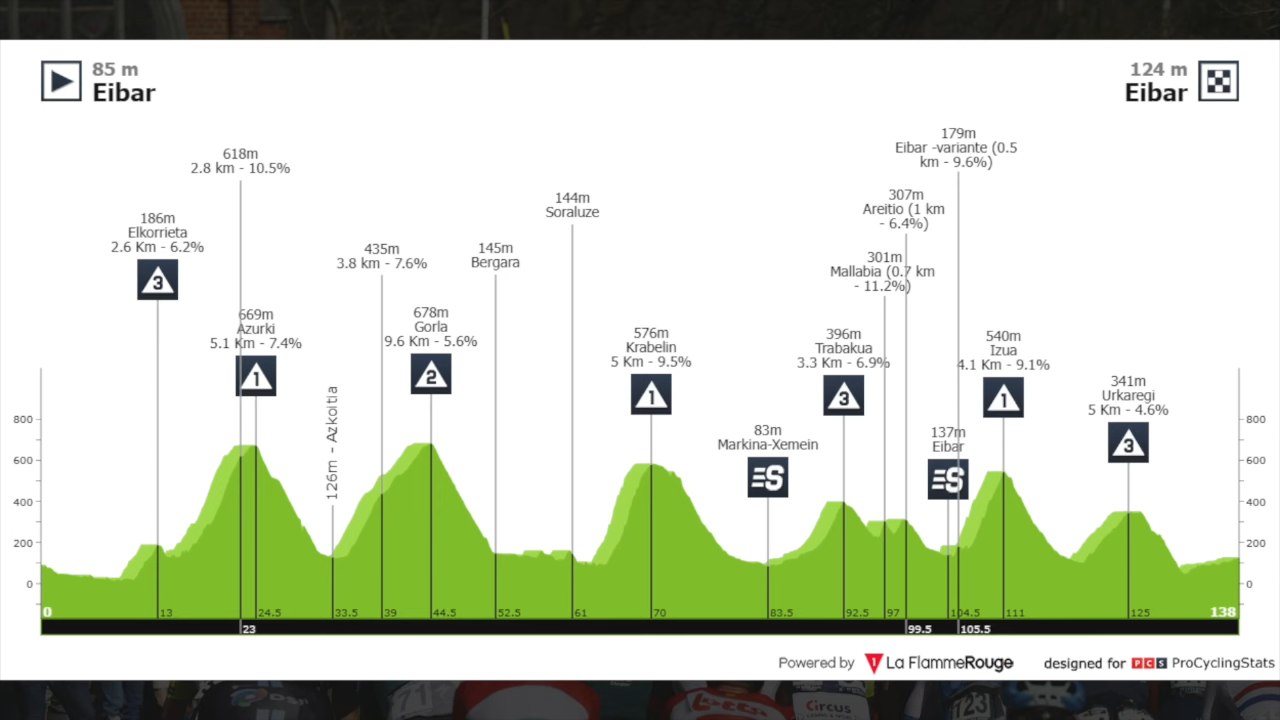 85 m
Eibar
124 m
Eibar
179m
Eibar -variante (0.5
km - 9.6%)
618m
2.8 km - 10.5%
307m
Areitio (1 km
- 6.4%)
144m
Soraluze
186m
Elkorrieta
2.6 Km - 6.2%
3
435m
3.8 km - 7.6%
145m
Bergara
301m
Mallabia (0.7 km
- 11.2%)
669m
Azurki
5.1 Km - 7.4%
1
678m
Gorla
9.6 Km - 5.6%
2
576m
Krabelin
5 Km - 9.5%
1
396m
Trabakua
3.3 Km - 6.9%
3
540m
Izua
4.1 Km - 9.1%
1
341m
Urkaregi
5 Km - 4.6%
3
126m - Azkoitia
83m
Markina-Xemein
S
137m
Eibar
S
800
600
400
200
0
800
600
400
200
0
0
13
24.5
33.5
39
44.5
52.5
61
70
83.5
92.5
97
104.5
111
125
138
23
99.5
105.5
Powered by
1
La FlammeRouge
designed for PCS ProCyclingStats
71
Circus
123